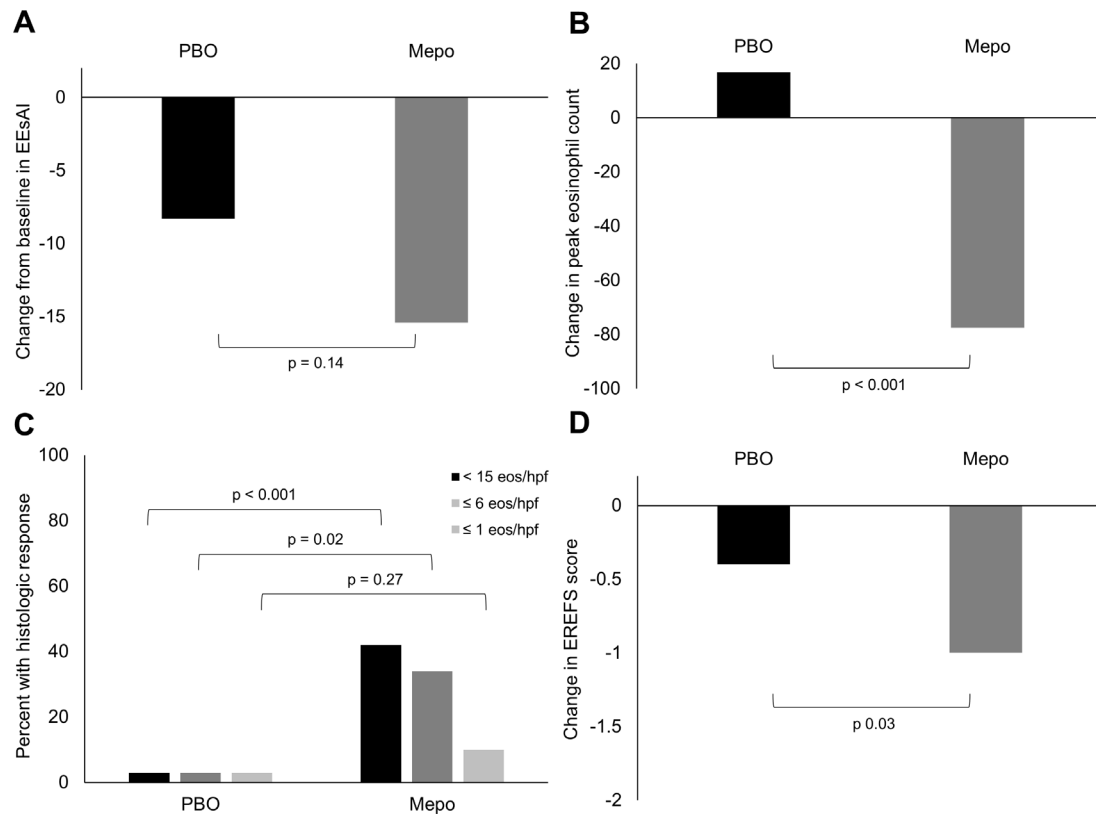 A
PBO
Mepo
Change from baseline in EEsAI
0
-5
-10
-15
-20
p = 0.14
B
PBO
Mepo
Change in peak eosinophil count
20
0
-20
-40
-60
-80
-100
p < 0.001
C
Percent with histologic response
100
80
60
40
20
0
< 15 eos/hpf
≤ 6 eos/hpf
≤ 1 eos/hpf
p < 0.001
p = 0.02
p = 0.27
PBO
Mepo
D
PBO
Mepo
Change in EREFS score
0
-0.5
-1
-1.5
-2
p 0.03